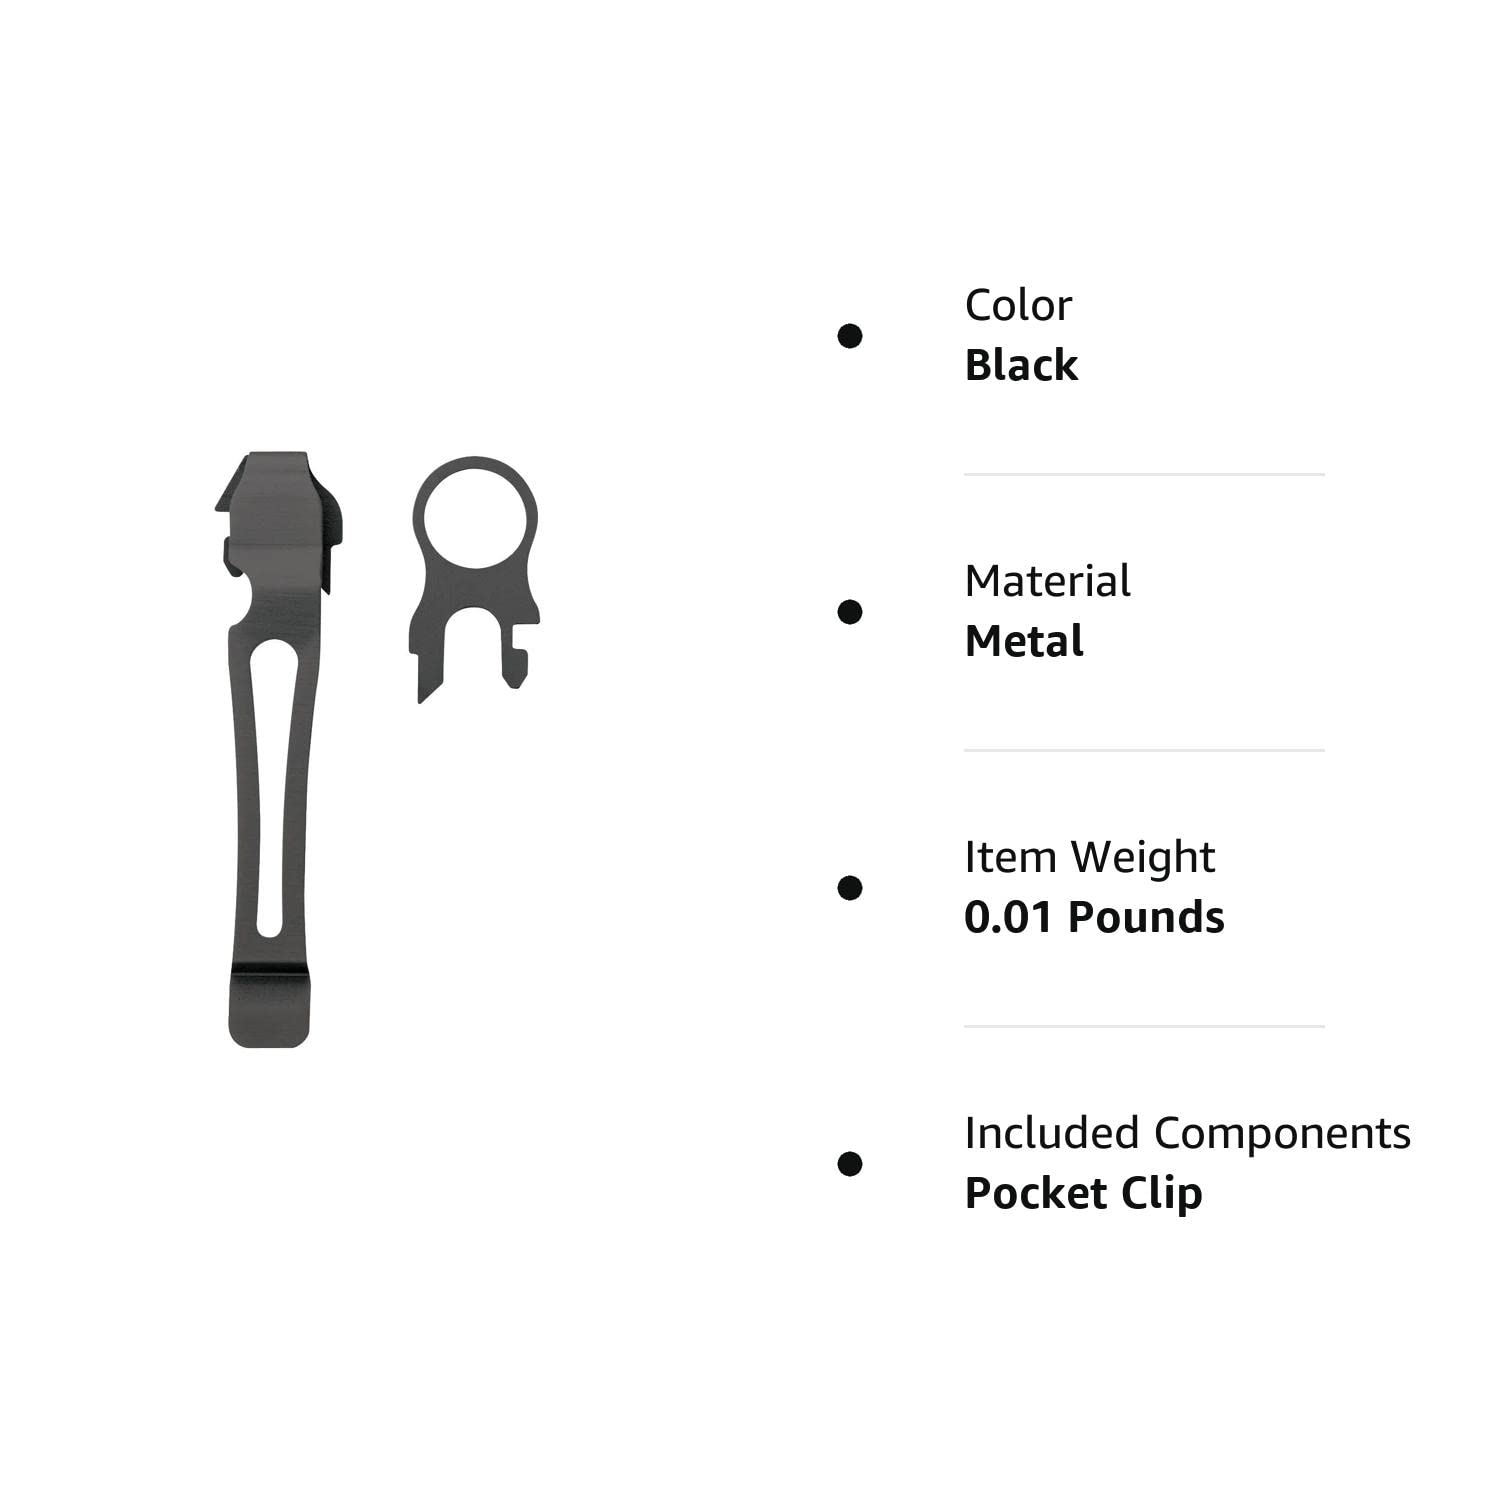 Color
Black
Material
Metal
Item Weight
0.01 Pounds
Included Components
Pocket Clip